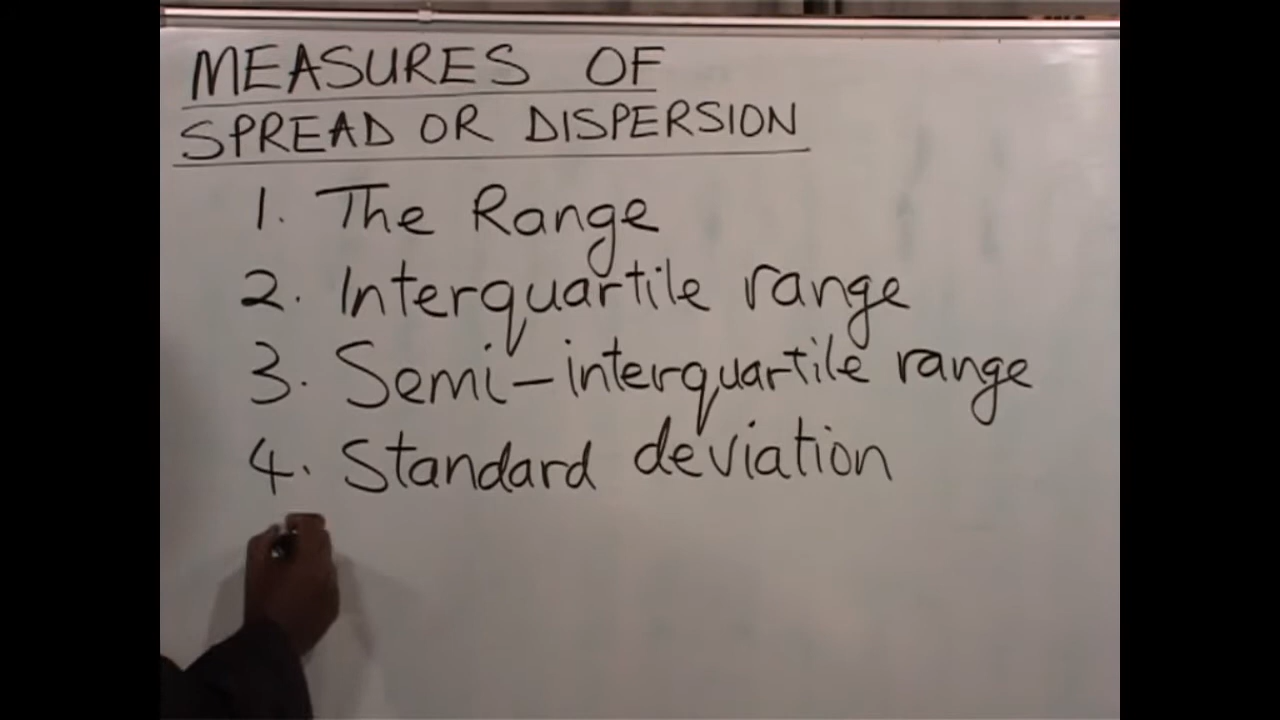 MEASURES OF
SPREAD OR DISPERSION
1. The Range
2. Interquartile range
3. Semi-interquartile range
4. Standard deviation